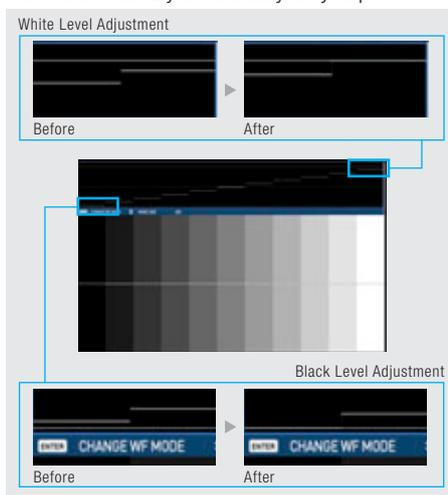 White Level Adjustment
Before After
Black Level Adjustment
ENTER CHANGE WF MODE ENTER CHANGE WF MODE
Before After